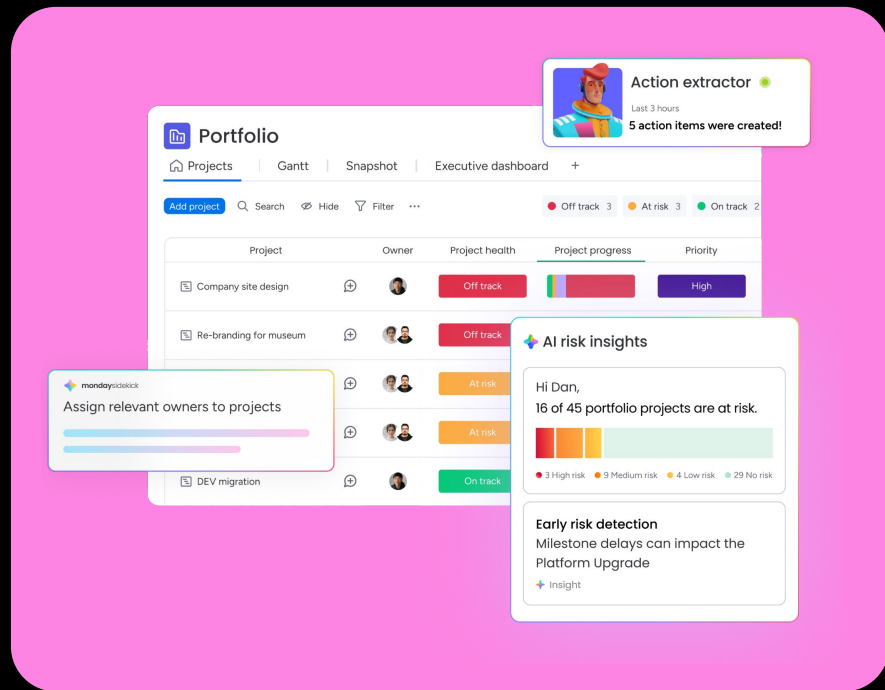 Action extractor
Last 3 hours
5 action items were created!
Portfolio
Projects Gantt Snapshot Executive dashboard +
Add project Search Hide Filter ...
Off track 3 At risk 3 On track 2
Project Owner Project health Project progress Priority
Company site design Off track High
Re-branding for museum Off track
At risk
At risk
DEV migration On track
mondaysidekick
Assign relevant owners to projects
AI risk insights
Hi Dan,
16 of 45 portfolio projects are at risk.
3 High risk 9 Medium risk 4 Low risk 29 No risk
Early risk detection
Milestone delays can impact the
Platform Upgrade
Insight